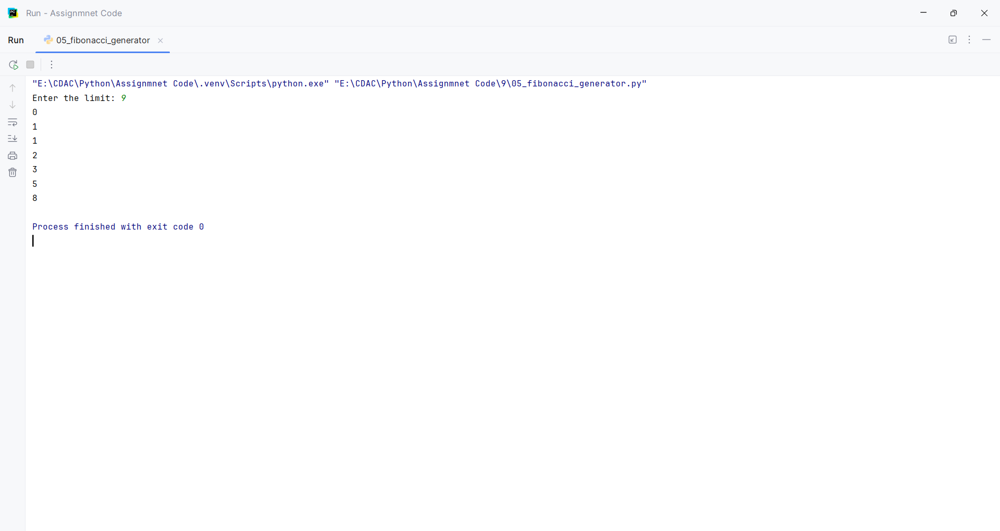 Run - Assignmnet Code
Run 05_fibonacci_generator
"E:\CDAC\Python\Assignmnet Code\.venv\Scripts\python.exe" "E:\CDAC\Python\Assignmnet Code\9\05_fibonacci_generator.py"
Enter the limit: 9
0
1
1
2
3
5
8
Process finished with exit code 0